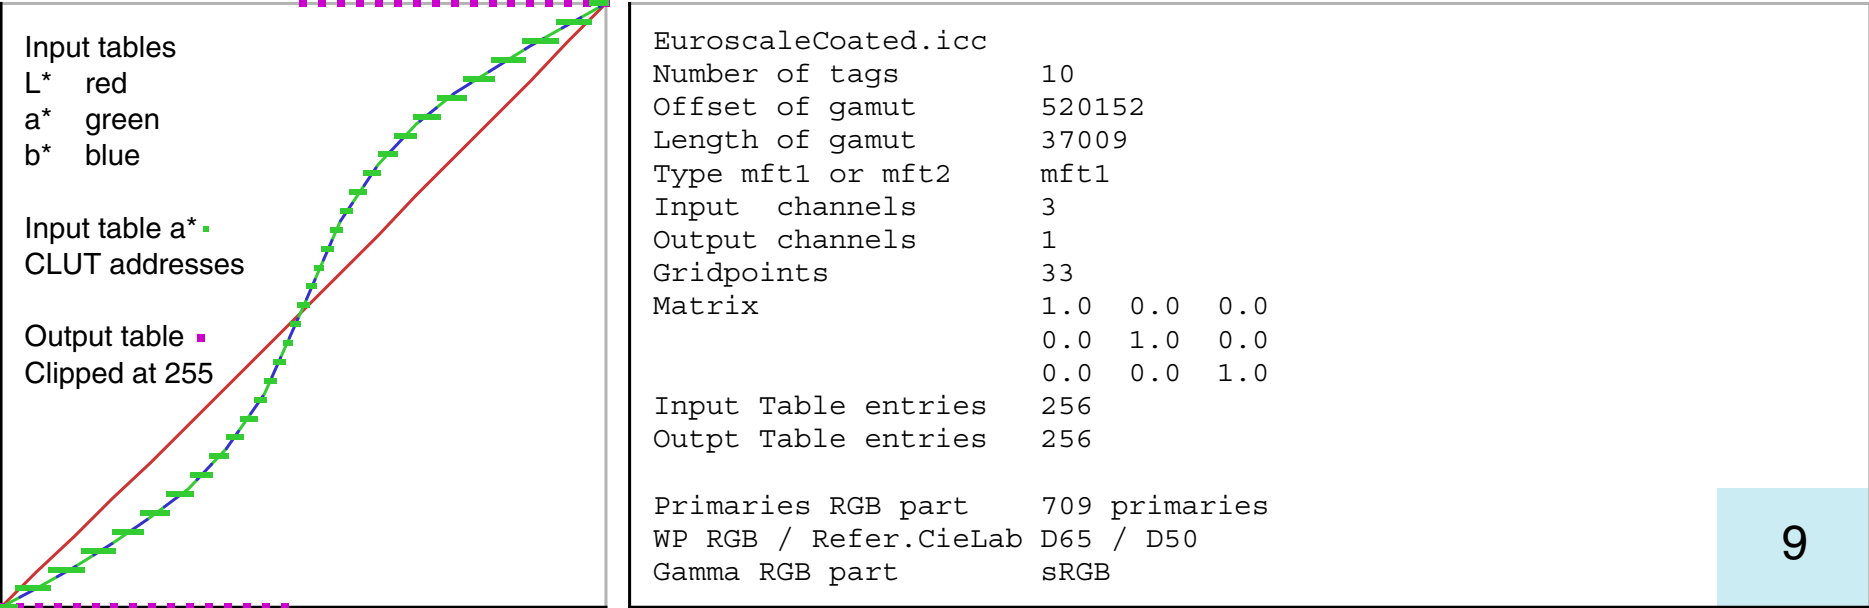 Input tables
L* red
a* green
b* blue
Input table a*
CLUT addresses
Output table
Clipped at 255
EuroscaleCoated.icc
Number of tags 10
Offset of gamut 520152
Length of gamut 37009
Type mft1 or mft2 mft1
Input channels 3
Output channels 1
Gridpoints 33
Matrix 1.0 0.0 0.0
0.0 1.0 0.0
0.0 0.0 1.0
Input Table entries 256
Outpt Table entries 256
Primaries RGB part 709 primaries
WP RGB / Refer.CieLab D65 / D50
Gamma RGB part sRGB
9